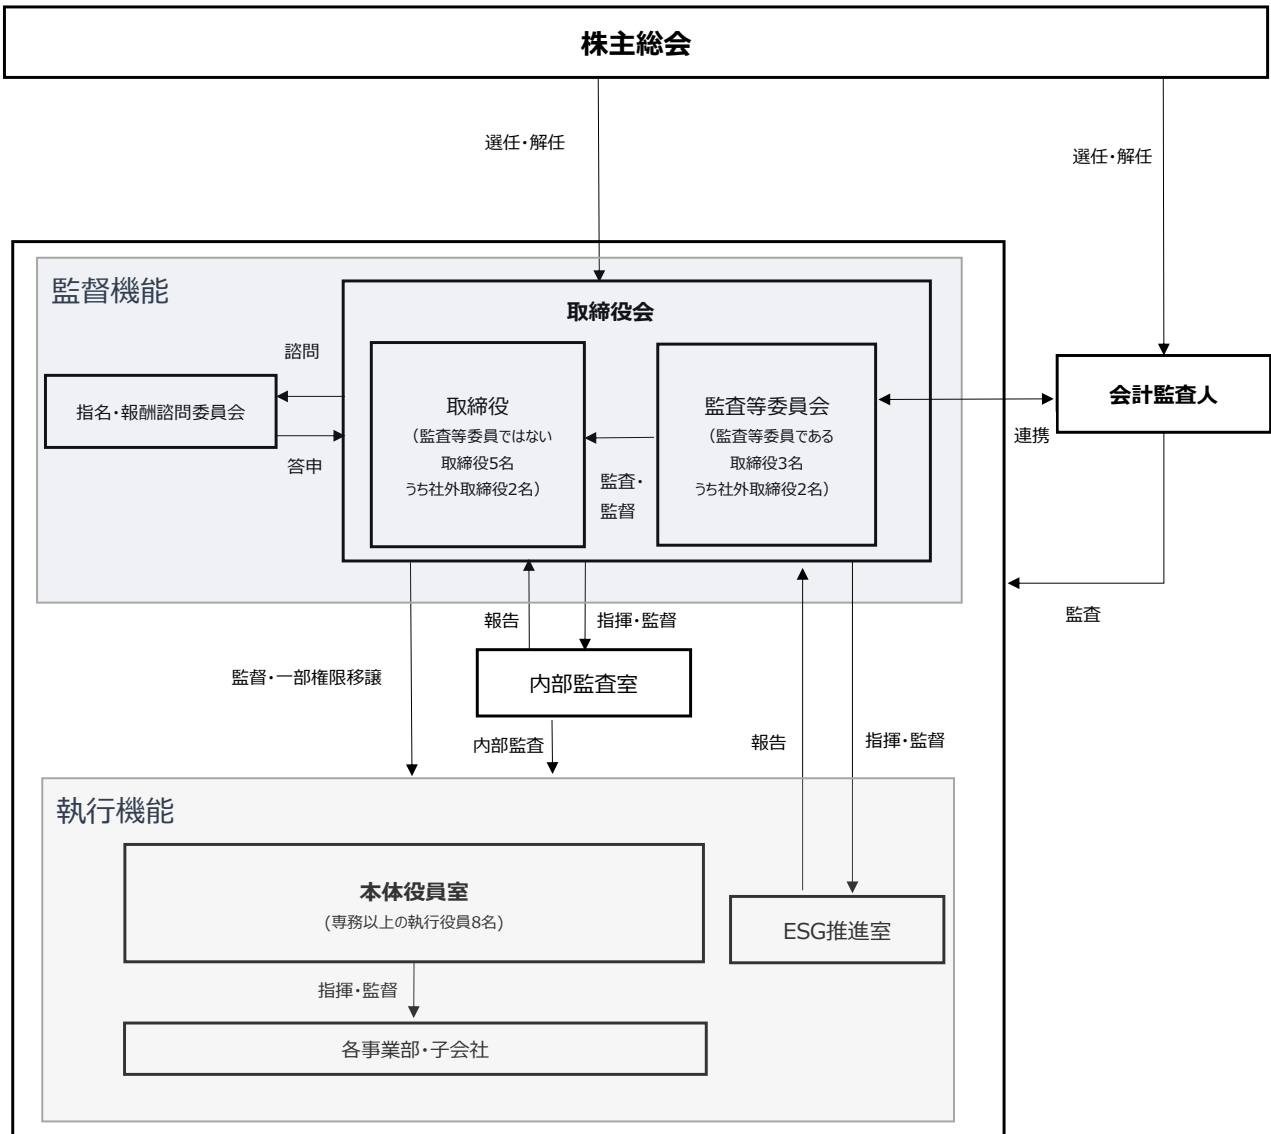 株主総会
選任・解任
選任・解任
監督機能
取締役会
諮問
指名・報酬諮問委員会
答申
取締役
（監査等委員ではない
取締役5名
うち社外取締役2名）
監査・
監督
監査等委員会
（監査等委員である
取締役3名
うち社外取締役2名）
会計監査人
連携
監査
報告
指揮・監督
監督・一部権限移譲
内部監査室
内部監査
報告
指揮・監督
執行機能
本体役員室
(専務以上の執行役員8名)
ESG推進室
指揮・監督
各事業部・子会社